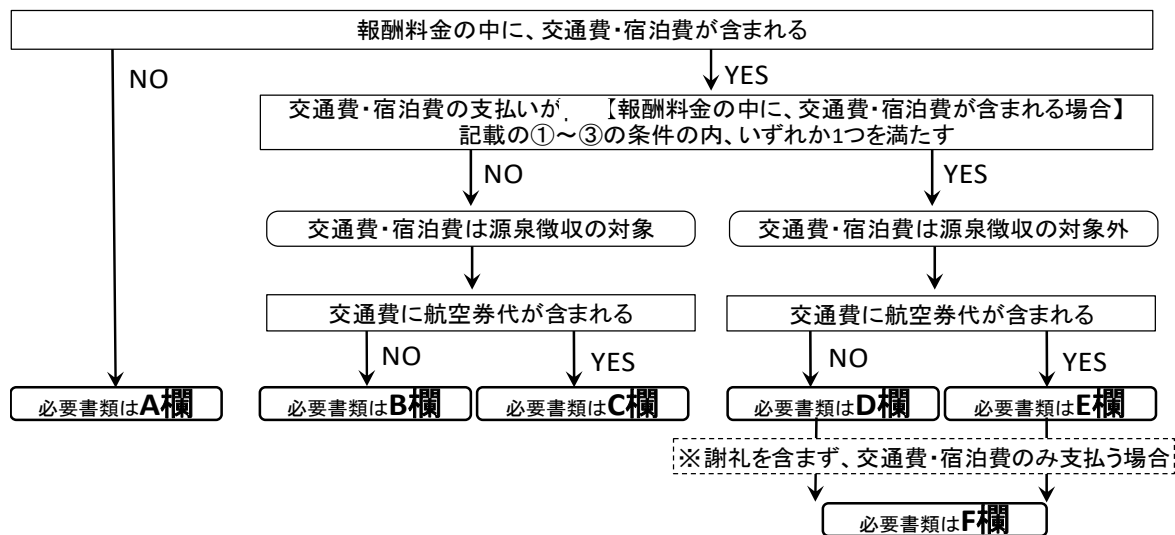 報酬料金の中に、交通費・宿泊費が含まれる
NO
YES
交通費・宿泊費の支払いが、【報酬料金の中に、交通費・宿泊費が含まれる場合】
記載の①～③の条件の内、いずれか1つを満たす
NO
YES
交通費・宿泊費は源泉徴収の対象
交通費・宿泊費は源泉徴収の対象外
交通費に航空券代が含まれる
交通費に航空券代が含まれる
NO
YES
NO
YES
必要書類はA欄
必要書類はB欄
必要書類はC欄
必要書類はD欄
必要書類はE欄
※謝礼を含まず、交通費・宿泊費のみ支払う場合
必要書類はF欄